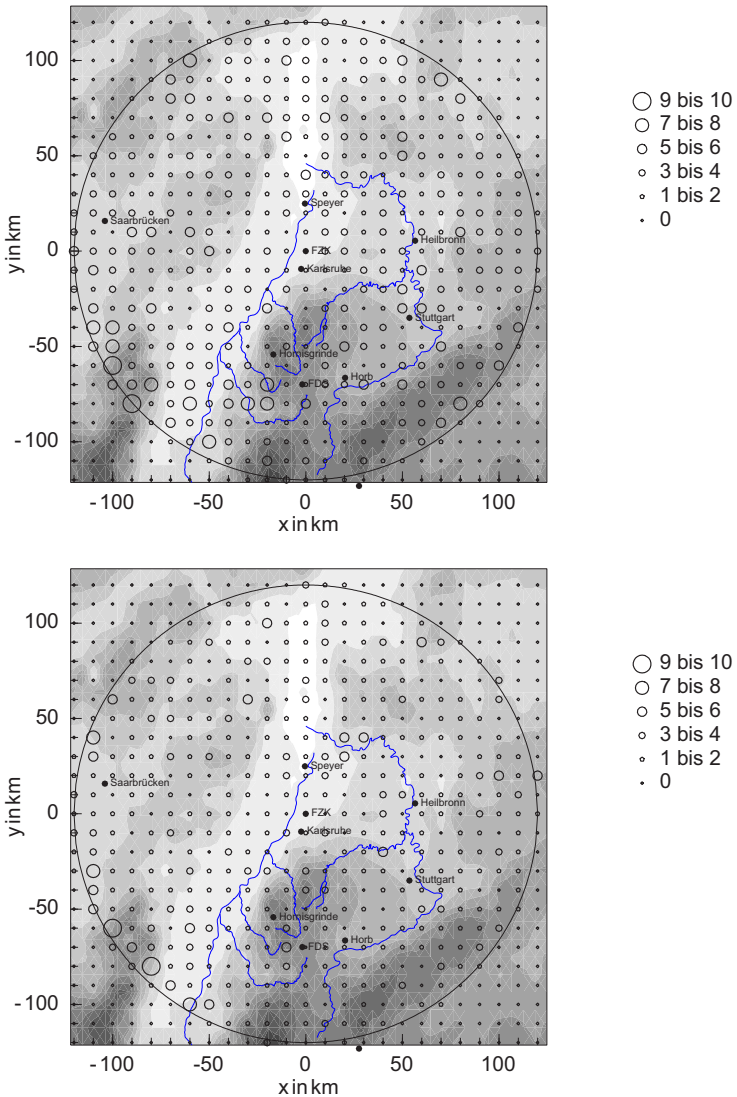 100
50
0
-50
-100
y in km
-100 -50 0 50 100
x in km
Speyer
Saarbrücken
Heilbronn
FZK
Karlsruhe
Stuttgart
Hornisgrinde
Horb
FDS
9 bis 10
7 bis 8
5 bis 6
3 bis 4
1 bis 2
0
100
50
0
-50
-100
y in km
-100 -50 0 50 100
x in km
Speyer
Saarbrücken
Heilbronn
FZK
Karlsruhe
Stuttgart
Hornisgrinde
Horb
FDS
9 bis 10
7 bis 8
5 bis 6
3 bis 4
1 bis 2
0